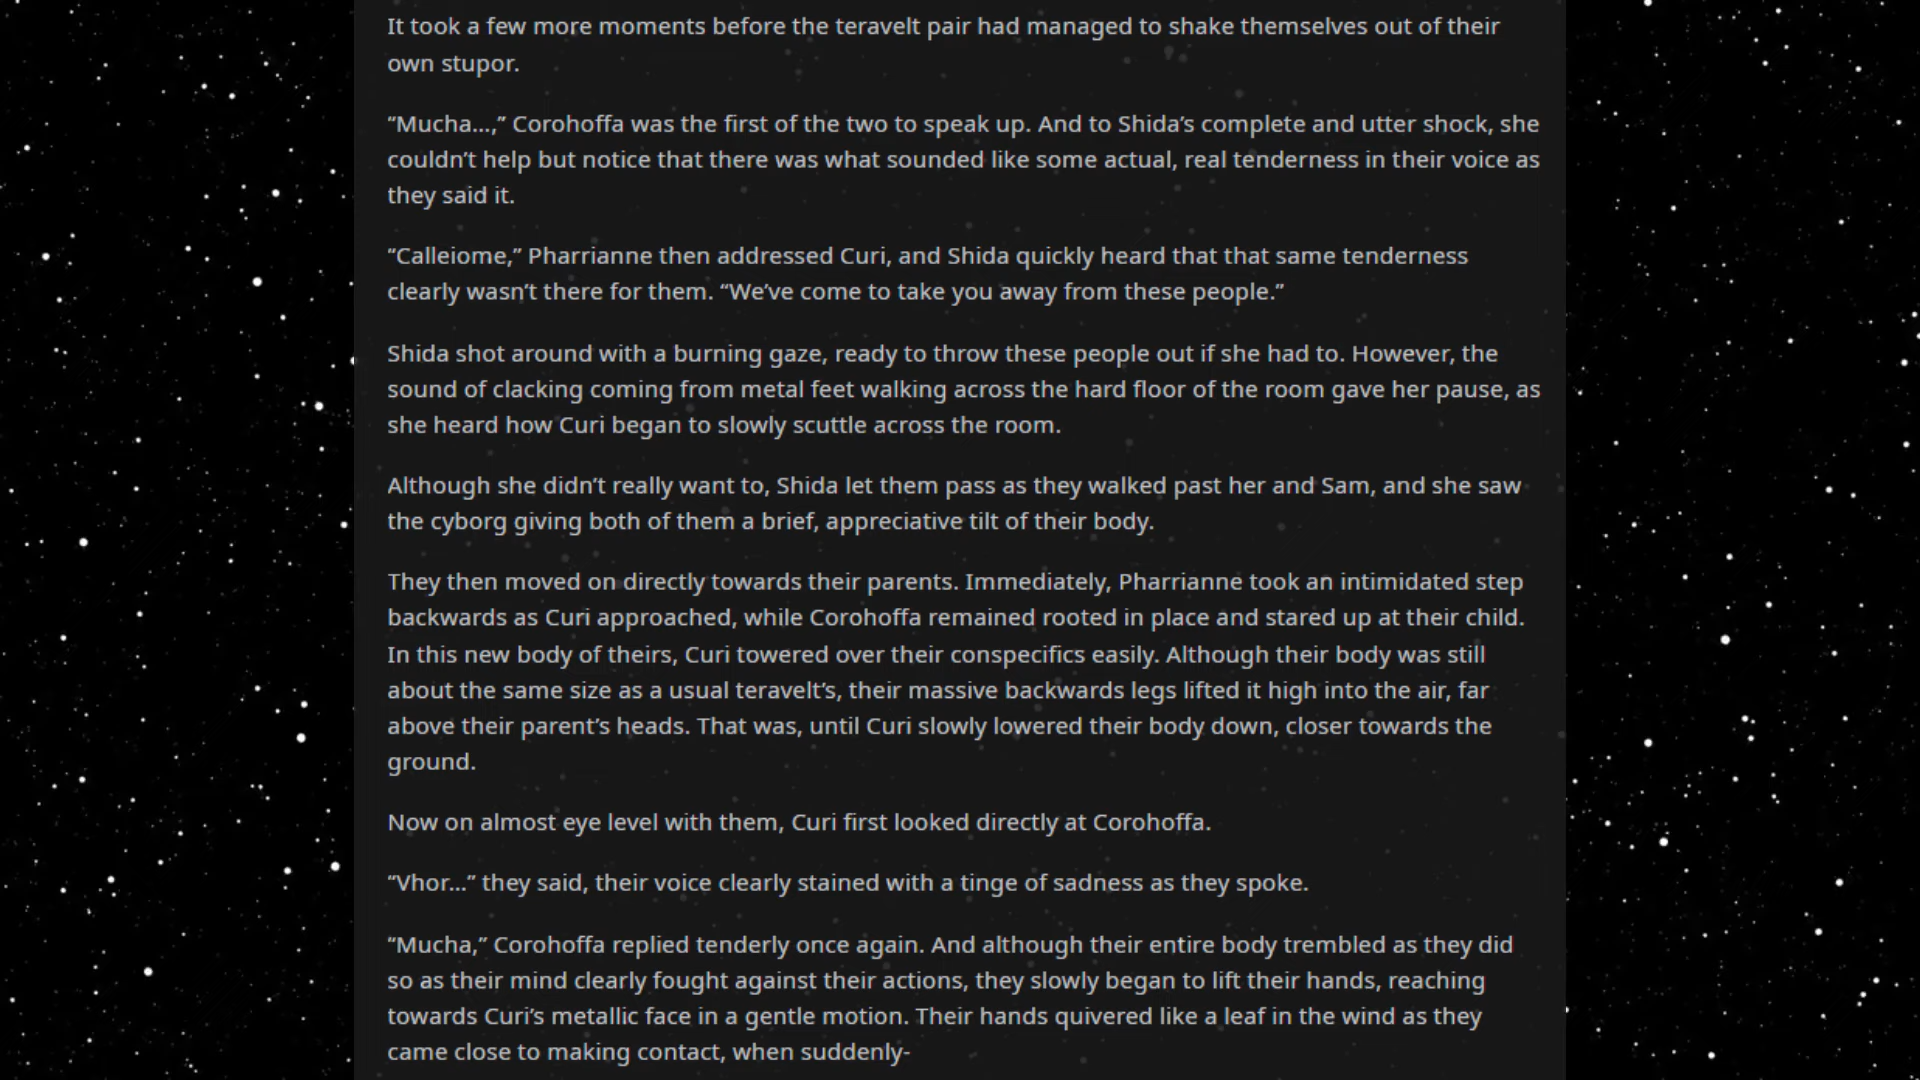 It took a few more moments before the teravelt pair had managed to shake themselves out of their
own stupor.
“Mucha…,” Corohoffa was the first of the two to speak up. And to Shida’s complete and utter shock, she
couldn’t help but notice that there was what sounded like some actual, real tenderness in their voice as
they said it.
“Calleiome,” Pharrianne then addressed Curi, and Shida quickly heard that that same tenderness
clearly wasn’t there for them. “We’ve come to take you away from these people.”
Shida shot around with a burning gaze, ready to throw these people out if she had to. However, the
sound of clacking coming from metal feet walking across the hard floor of the room gave her pause, as
she heard how Curi began to slowly scuttle across the room.
Although she didn’t really want to, Shida let them pass as they walked past her and Sam, and she saw
the cyborg giving both of them a brief, appreciative tilt of their body.
They then moved on directly towards their parents. Immediately, Pharrianne took an intimidated step
backwards as Curi approached, while Corohoffa remained rooted in place and stared up at their child.
In this new body of theirs, Curi towered over their conspecifics easily. Although their body was still
about the same size as a usual teravelt’s, their massive backwards legs lifted it high into the air, far
above their parent’s heads. That was, until Curi slowly lowered their body down, closer towards the
ground.
Now on almost eye level with them, Curi first looked directly at Corohoffa.
“Vhor…” they said, their voice clearly stained with a tinge of sadness as they spoke.
“Mucha,” Corohoffa replied tenderly once again. And although their entire body trembled as they did
so as their mind clearly fought against their actions, they slowly began to lift their hands, reaching
towards Curi’s metallic face in a gentle motion. Their hands quivered like a leaf in the wind as they
came close to making contact, when suddenly-